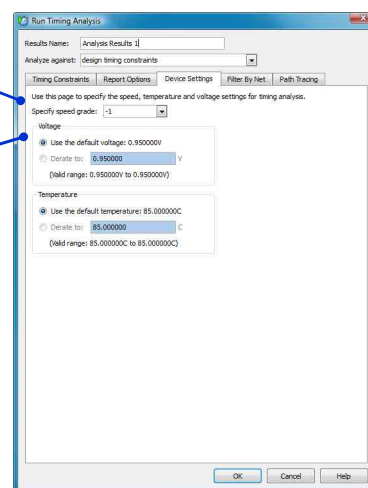 Run Timing Analysis
Results Name: Analysis Results 1
Analyze against: design timing constraints
Timing Constraints Report Options Device Settings Filter By Net Path Tracing
Use this page to specify the speed, temperature and voltage settings for timing analysis.
Specify speed grade: -1
Voltage
Use the default voltage: 0.950000V
Derate to: 0.950000 V
(Valid range: 0.950000V to 0.950000V)
Temperature
Use the default temperature: 85.000000C
Derate to: 85.000000 C
(Valid range: 85.000000C to 85.000000C)
OK Cancel Help